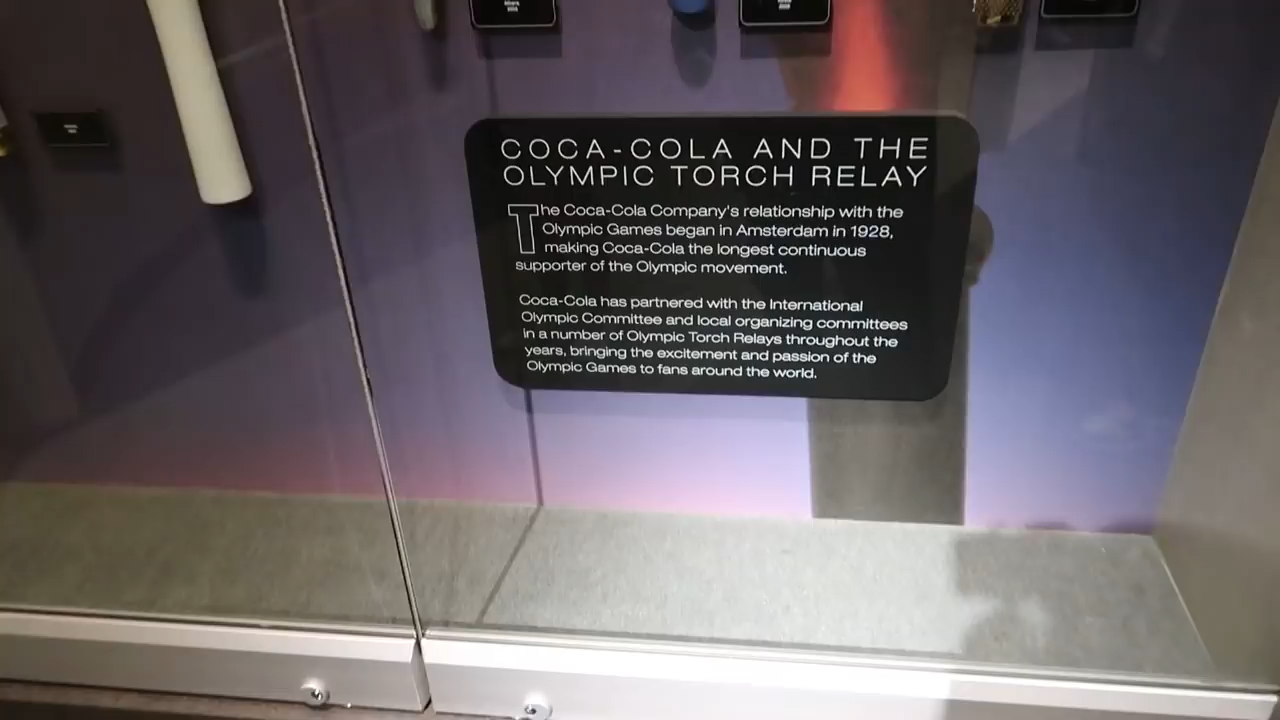 COCA-COLA AND THE
OLYMPIC TORCH RELAY
The Coca-Cola Company's relationship with the
Olympic Games began in Amsterdam in 1928,
making Coca-Cola the longest continuous
supporter of the Olympic movement.
Coca-Cola has partnered with the International
Olympic Committee and local organizing committees
in a number of Olympic Torch Relays throughout the
years, bringing the excitement and passion of the
Olympic Games to fans around the world.